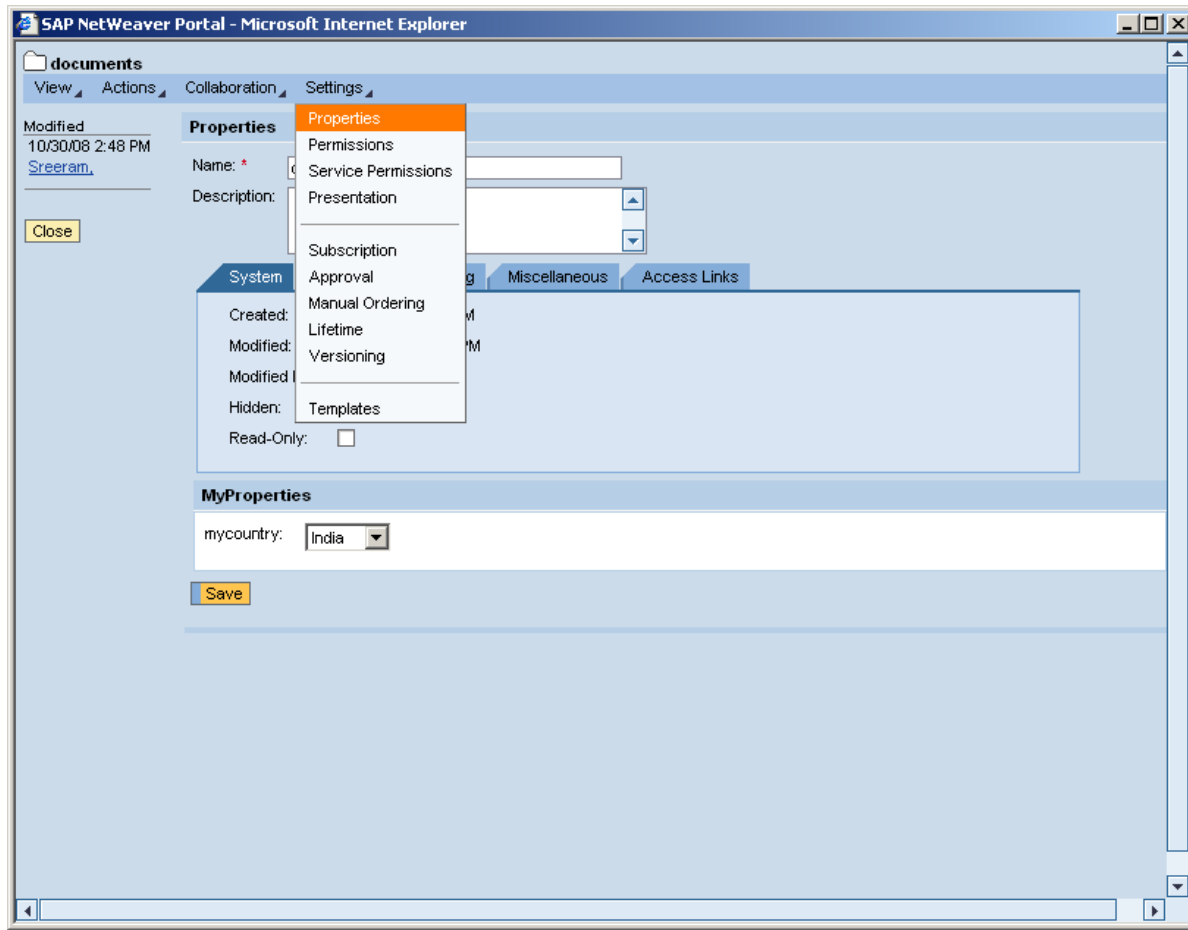 SAP NetWeaver Portal - Microsoft Internet Explorer
documents
View Actions Collaboration Settings
Modified
10/30/08 2:48 PM
Sreeram,
Close
Properties
Name: *
Description:
Properties
Permissions
Service Permissions
Presentation
Subscription
Approval
Manual Ordering
Lifetime
Versioning
Templates
System Miscellaneous Access Links
Created:
Modified: PM
Modified
Hidden:
Read-Only:
MyProperties
mycountry: India
Save